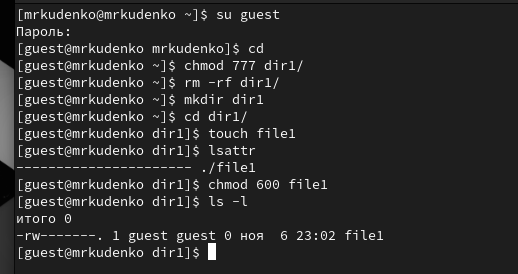 [mrkudenko@mrkudenko ~]$ su guest
Пароль:
[guest@mrkudenko mrkudenko]$ cd
[guest@mrkudenko ~]$ chmod 777 dir1/
[guest@mrkudenko ~]$ rm -rf dir1/
[guest@mrkudenko ~]$ mkdir dir1
[guest@mrkudenko ~]$ cd dir1/
[guest@mrkudenko dir1]$ touch file1
[guest@mrkudenko dir1]$ lsattr
---------------------- ./file1
[guest@mrkudenko dir1]$ chmod 600 file1
[guest@mrkudenko dir1]$ ls -l
итого 0
-rw-------. 1 guest guest 0 ноя  6 23:02 file1
[guest@mrkudenko dir1]$